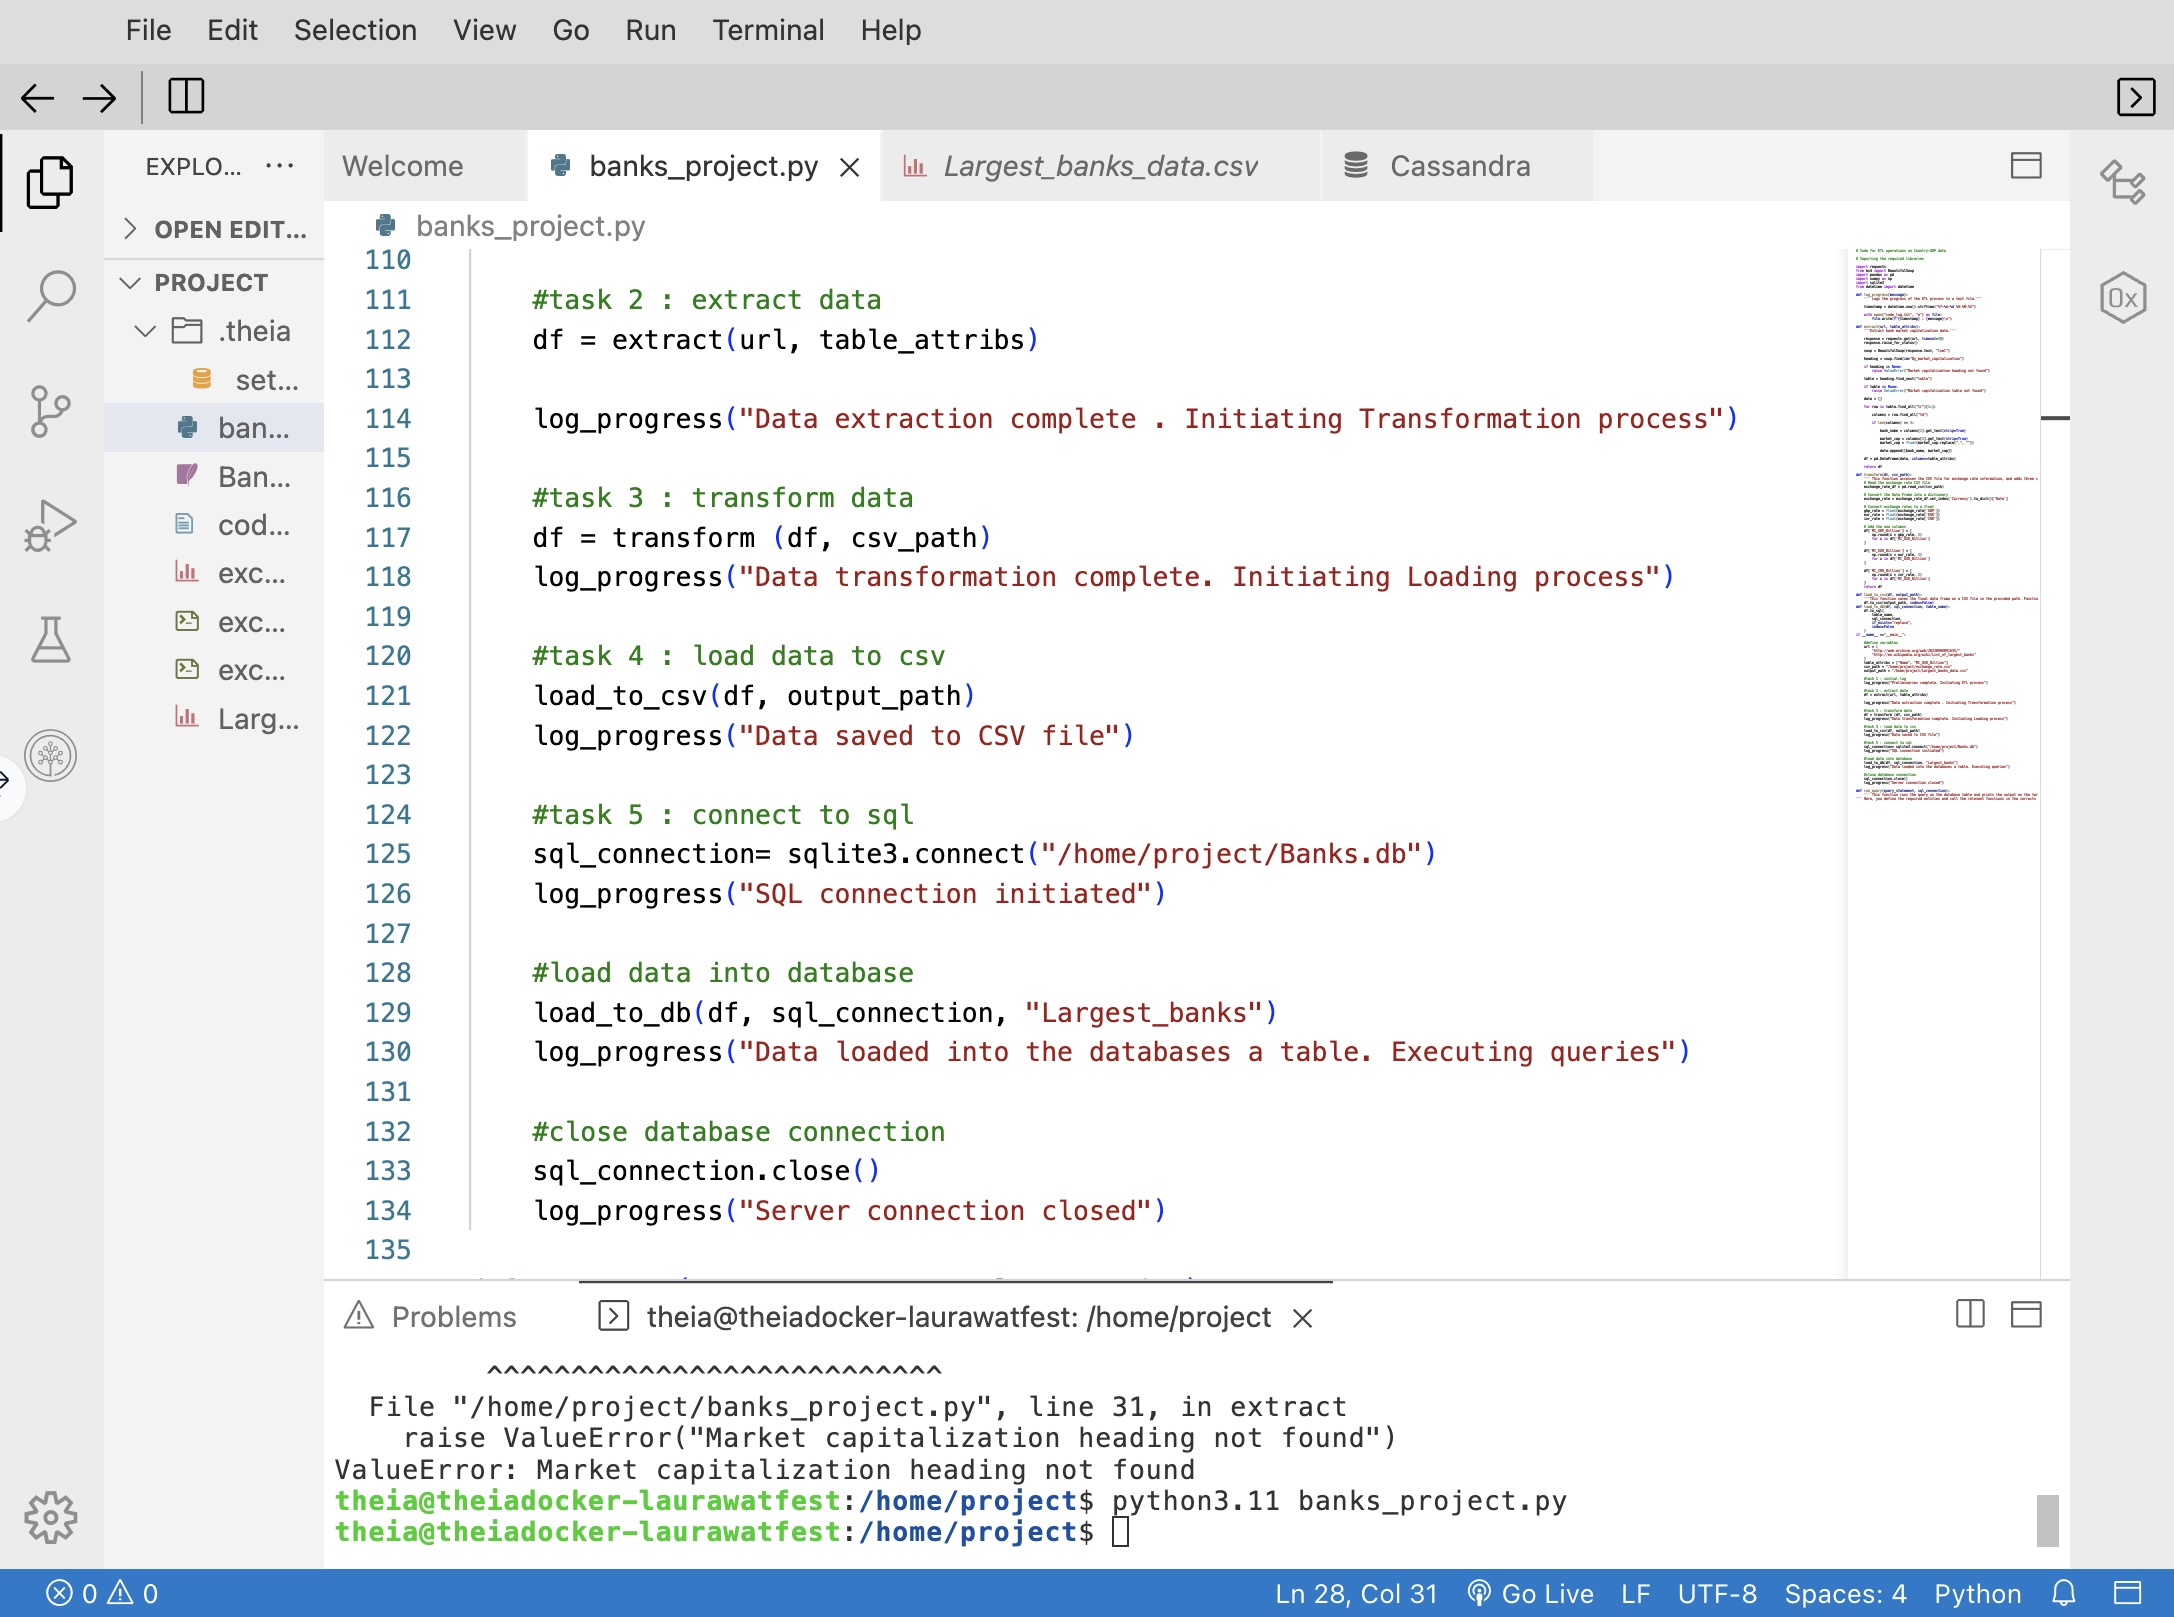 File Edit Selection View Go Run Terminal Help
EXPLO... ...
Welcome banks_project.py Largest_banks_data.csv Cassandra
OPEN EDIT...
PROJECT
.theia
set...
ban...
Ban...
cod...
exc...
exc...
exc...
Larg...
banks_project.py
110
111 #task 2 : extract data
112 df = extract(url, table_attribs)
113
114 log_progress("Data extraction complete . Initiating Transformation process")
115
116 #task 3 : transform data
117 df = transform (df, csv_path)
118 log_progress("Data transformation complete. Initiating Loading process")
119
120 #task 4 : load data to csv
121 load_to_csv(df, output_path)
122 log_progress("Data saved to CSV file")
123
124 #task 5 : connect to sql
125 sql_connection= sqlite3.connect("/home/project/Banks.db")
126 log_progress("SQL connection initiated")
127
128 #load data into database
129 load_to_db(df, sql_connection, "Largest_banks")
130 log_progress("Data loaded into the databases a table. Executing queries")
131
132 #close database connection
133 sql_connection.close()
134 log_progress("Server connection closed")
135
0x
Problems theia@theiadocker-laurawatfest: /home/project
^^^^^^^^^^^^^^^^^^^^^^^^^^^
File "/home/project/banks_project.py", line 31, in extract
raise ValueError("Market capitalization heading not found")
ValueError: Market capitalization heading not found
theia@theiadocker-laurawatfest:/home/project$ python3.11 banks_project.py
theia@theiadocker-laurawatfest:/home/project$
0 0 Ln 28, Col 31 Go Live LF UTF-8 Spaces: 4 Python